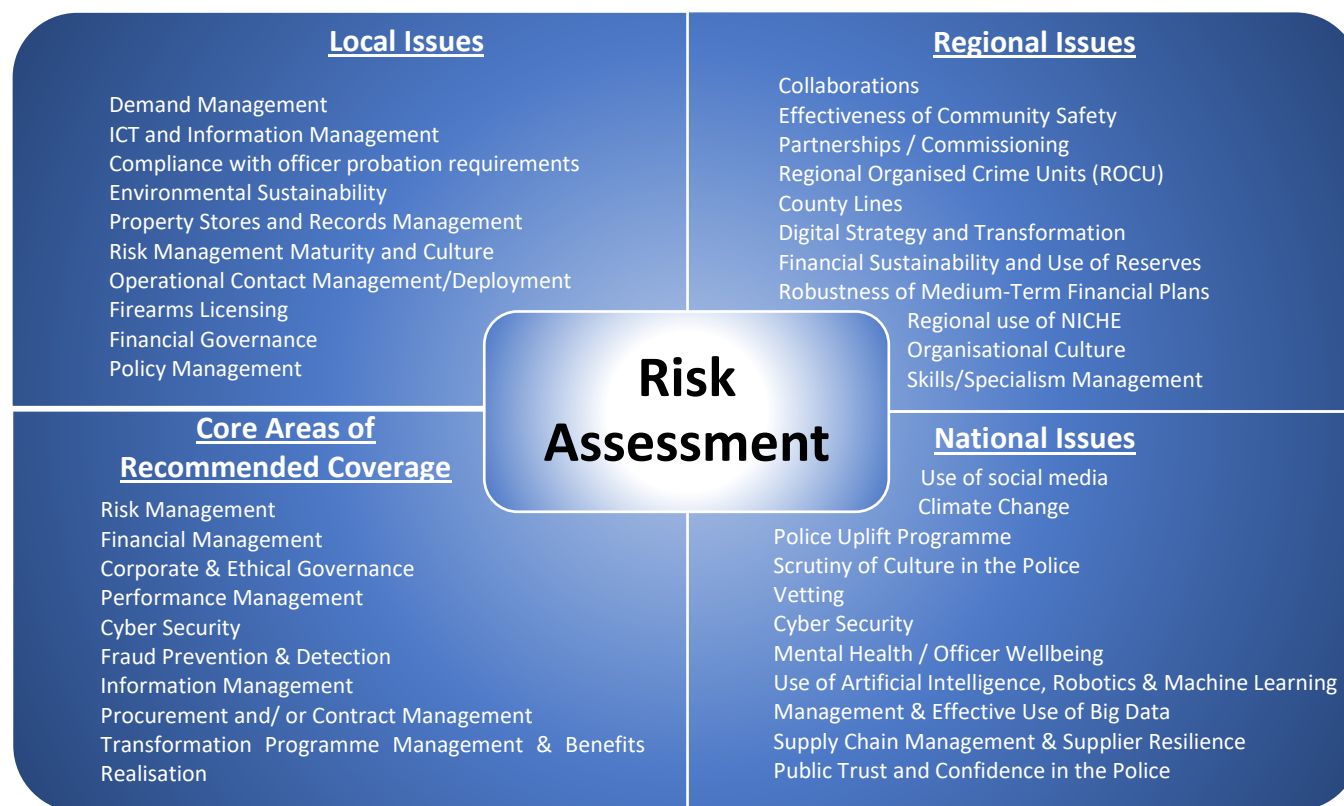 Local Issues
Demand Management
ICT and Information Management
Compliance with officer probation requirements
Environmental Sustainability
Property Stores and Records Management
Risk Management Maturity and Culture
Operational Contact Management/Deployment
Firearms Licensing
Financial Governance
Policy Management
Regional Issues
Collaborations
Effectiveness of Community Safety
Partnerships / Commissioning
Regional Organised Crime Units (ROCU)
County Lines
Digital Strategy and Transformation
Financial Sustainability and Use of Reserves
Robustness of Medium-Term Financial Plans
Regional use of NICHE
Organisational Culture
Skills/Specialism Management
Risk
Assessment
Core Areas of
Recommended Coverage
Risk Management
Financial Management
Corporate & Ethical Governance
Performance Management
Cyber Security
Fraud Prevention & Detection
Information Management
Procurement and/ or Contract Management
Transformation Programme Management & Benefits
Realisation
National Issues
Use of social media
Climate Change
Police Uplift Programme
Scrutiny of Culture in the Police
Vetting
Cyber Security
Mental Health / Officer Wellbeing
Use of Artificial Intelligence, Robotics & Machine Learning
Management & Effective Use of Big Data
Supply Chain Management & Supplier Resilience
Public Trust and Confidence in the Police